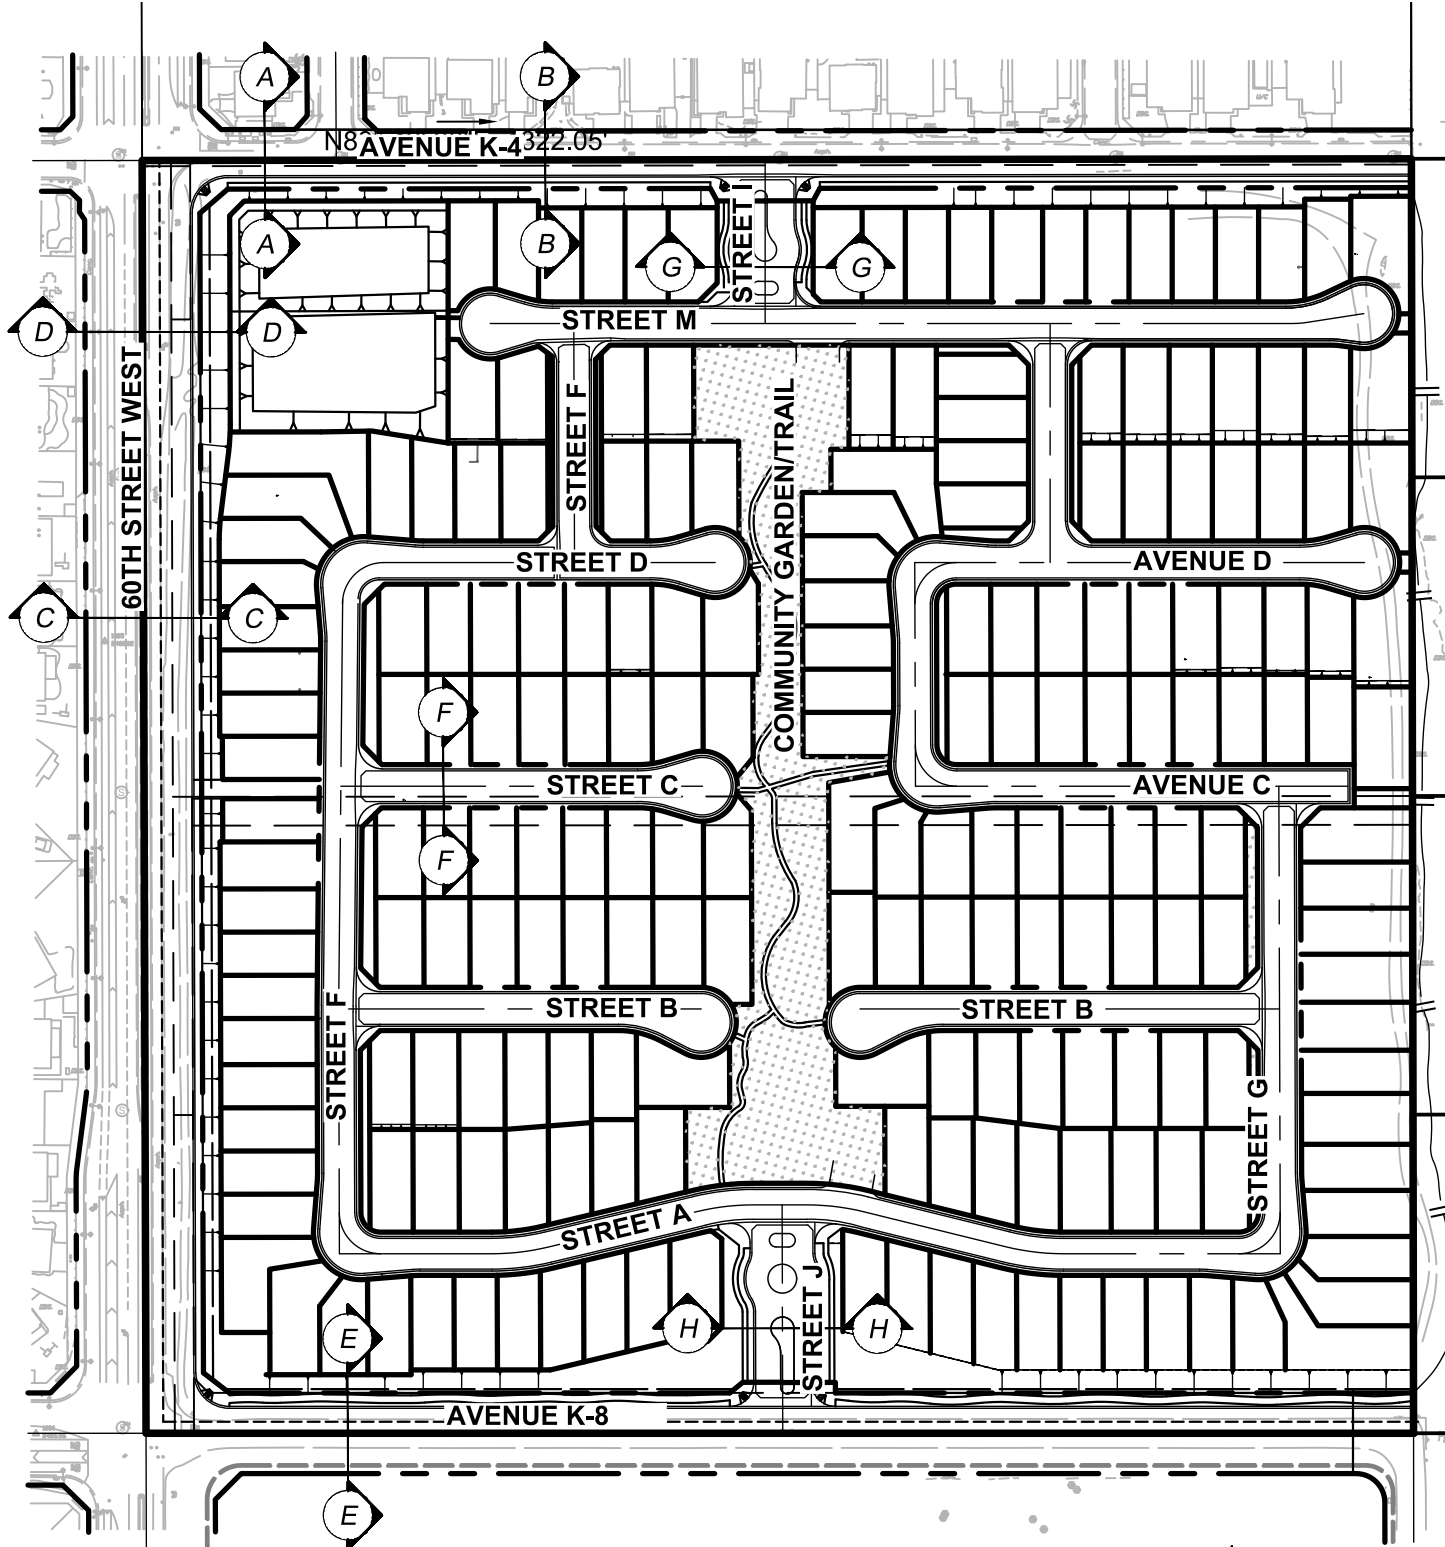 A
B
N8
AVENUE K-4
322.05'
A
B
G
G
STREET I
D
D
STREET M
60TH STREET WEST
STREET F
COMMUNITY GARDEN/TRAIL
STREET D
AVENUE D
C
C
F
STREET C
AVENUE C
F
STREET F
STREET B
STREET B
STREET G
STREET A
STREET J
H
H
E
AVENUE K-8
E